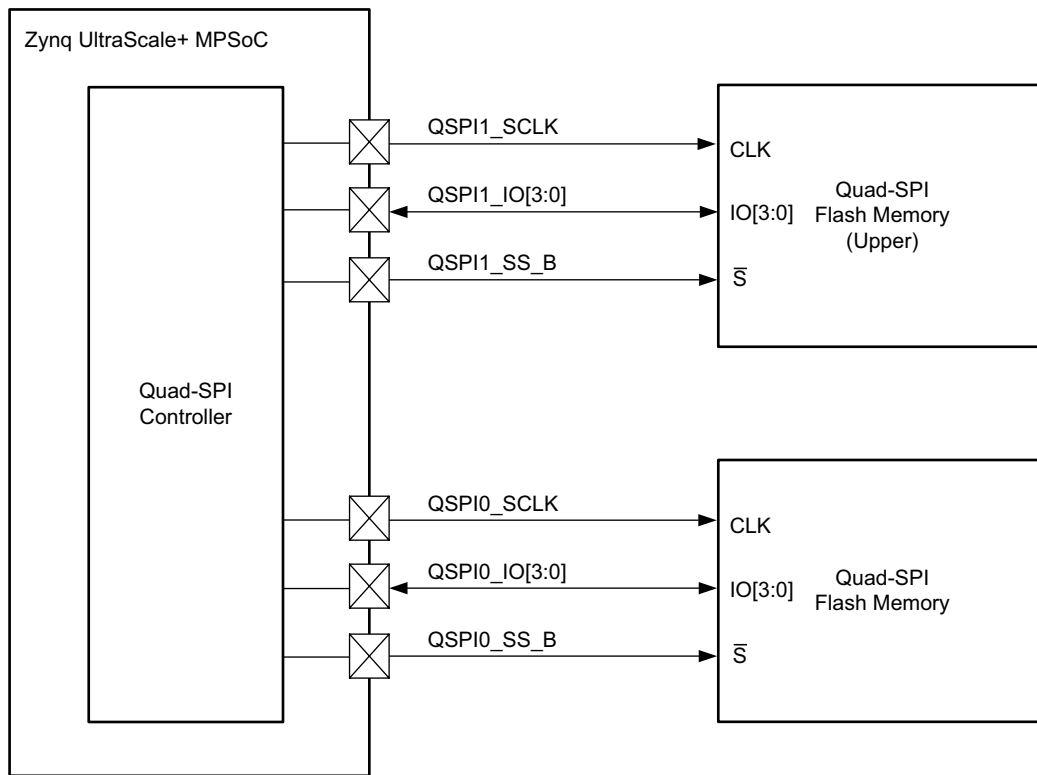 Zynq UltraScale+ MPSoC
Quad-SPI
Controller
QSPI1_SCLK
QSPI1_IO[3:0]
QSPI1_SS_B
CLK
IO[3:0]
S̅
Quad-SPI
Flash Memory
(Upper)
QSPI0_SCLK
QSPI0_IO[3:0]
QSPI0_SS_B
CLK
IO[3:0]
S̅
Quad-SPI
Flash Memory